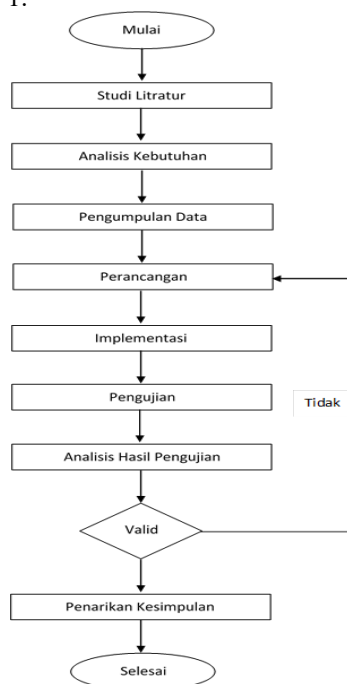 1.
Mulai
Studi Litratur
Analisis Kebutuhan
Pengumpulan Data
Perancangan
Implementasi
Pengujian
Tidak
Analisis Hasil Pengujian
Valid
Penarikan Kesimpulan
Selesai